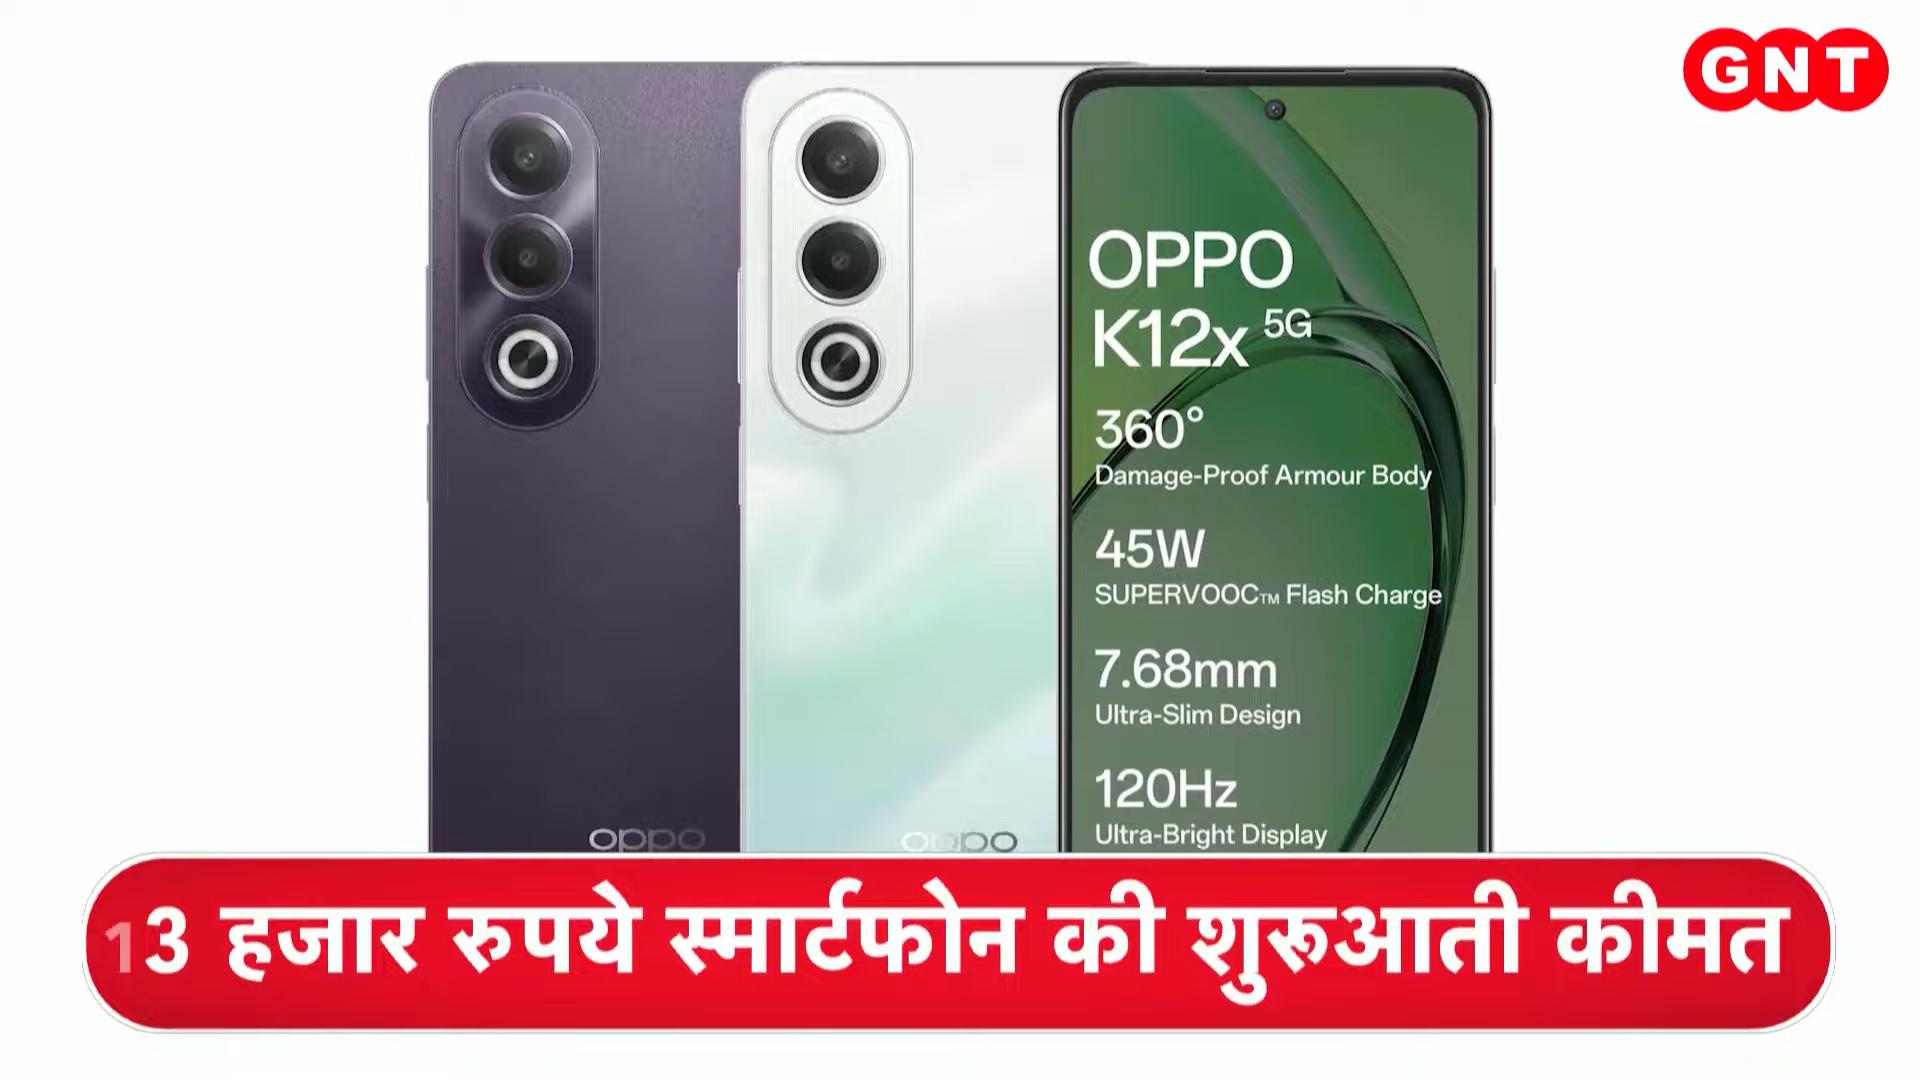 GNT
OPPO
K12x 5G
360°
Damage-Proof Armour Body
45W
SUPERVOOC™ Flash Charge
7.68mm
Ultra-Slim Design
120Hz
Ultra-Bright Display
oppo
oppo
13 हजार रुपये स्मार्टफोन की शुरूआती कीमत